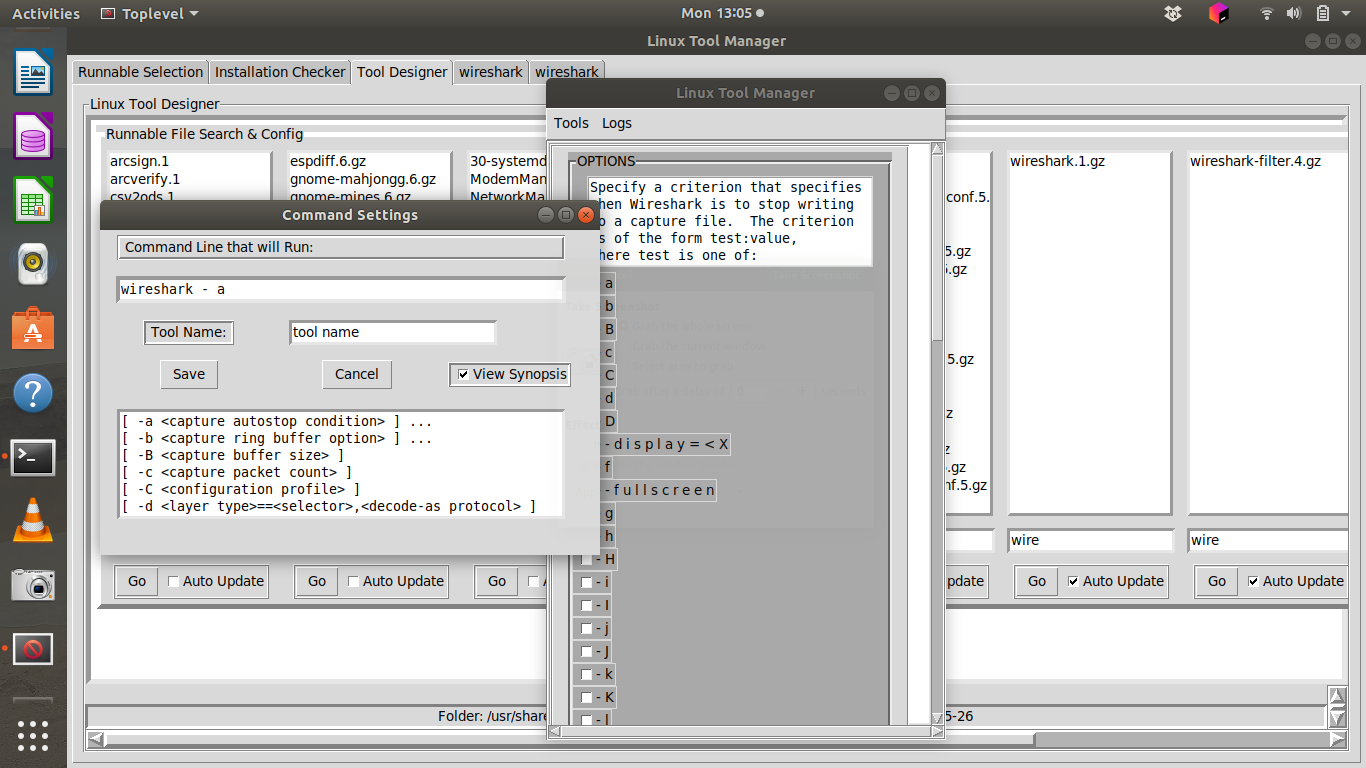 Activities
Toplevel
Mon 13:05
Linux Tool Manager
Runnable Selection
Installation Checker
Tool Designer
wireshark
wireshark
Linux Tool Designer
Runnable File Search & Config
arcsign.1
arcverify.1
csv2ods.1
espdiff.6.gz
gnome-mahjongg.6.gz
gnome-mines.6.gz
30-systemd
ModemMan
NetworkMa
conf.5.
5.gz
.gz
5.gz
.gz
nf.5.gz
wireshark.1.gz
wireshark-filter.4.gz
wire
wire
Go
Auto Update
Go
Auto Update
Go
pdate
Go
Auto Update
Go
Auto Update
Folder: /usr/share
5-26
Linux Tool Manager
Tools
Logs
OPTIONS
Specify a criterion that specifies
hen Wireshark is to stop writing
o a capture file. The criterion
s of the form test:value,
here test is one of:
a
b
B
c
C
d
D
- d i s p l a y = < X
f
- f u l l s c r e e n
g
h
- H
- i
- I
- j
- J
- k
- K
- l
Command Settings
Command Line that will Run:
wireshark - a
Tool Name:
tool name
Save
Cancel
View Synopsis
[ -a <capture autostop condition> ] ...
[ -b <capture ring buffer option> ] ...
[ -B <capture buffer size> ]
[ -c <capture packet count> ]
[ -C <configuration profile> ]
[ -d <layer type>==<selector>,<decode-as protocol> ]